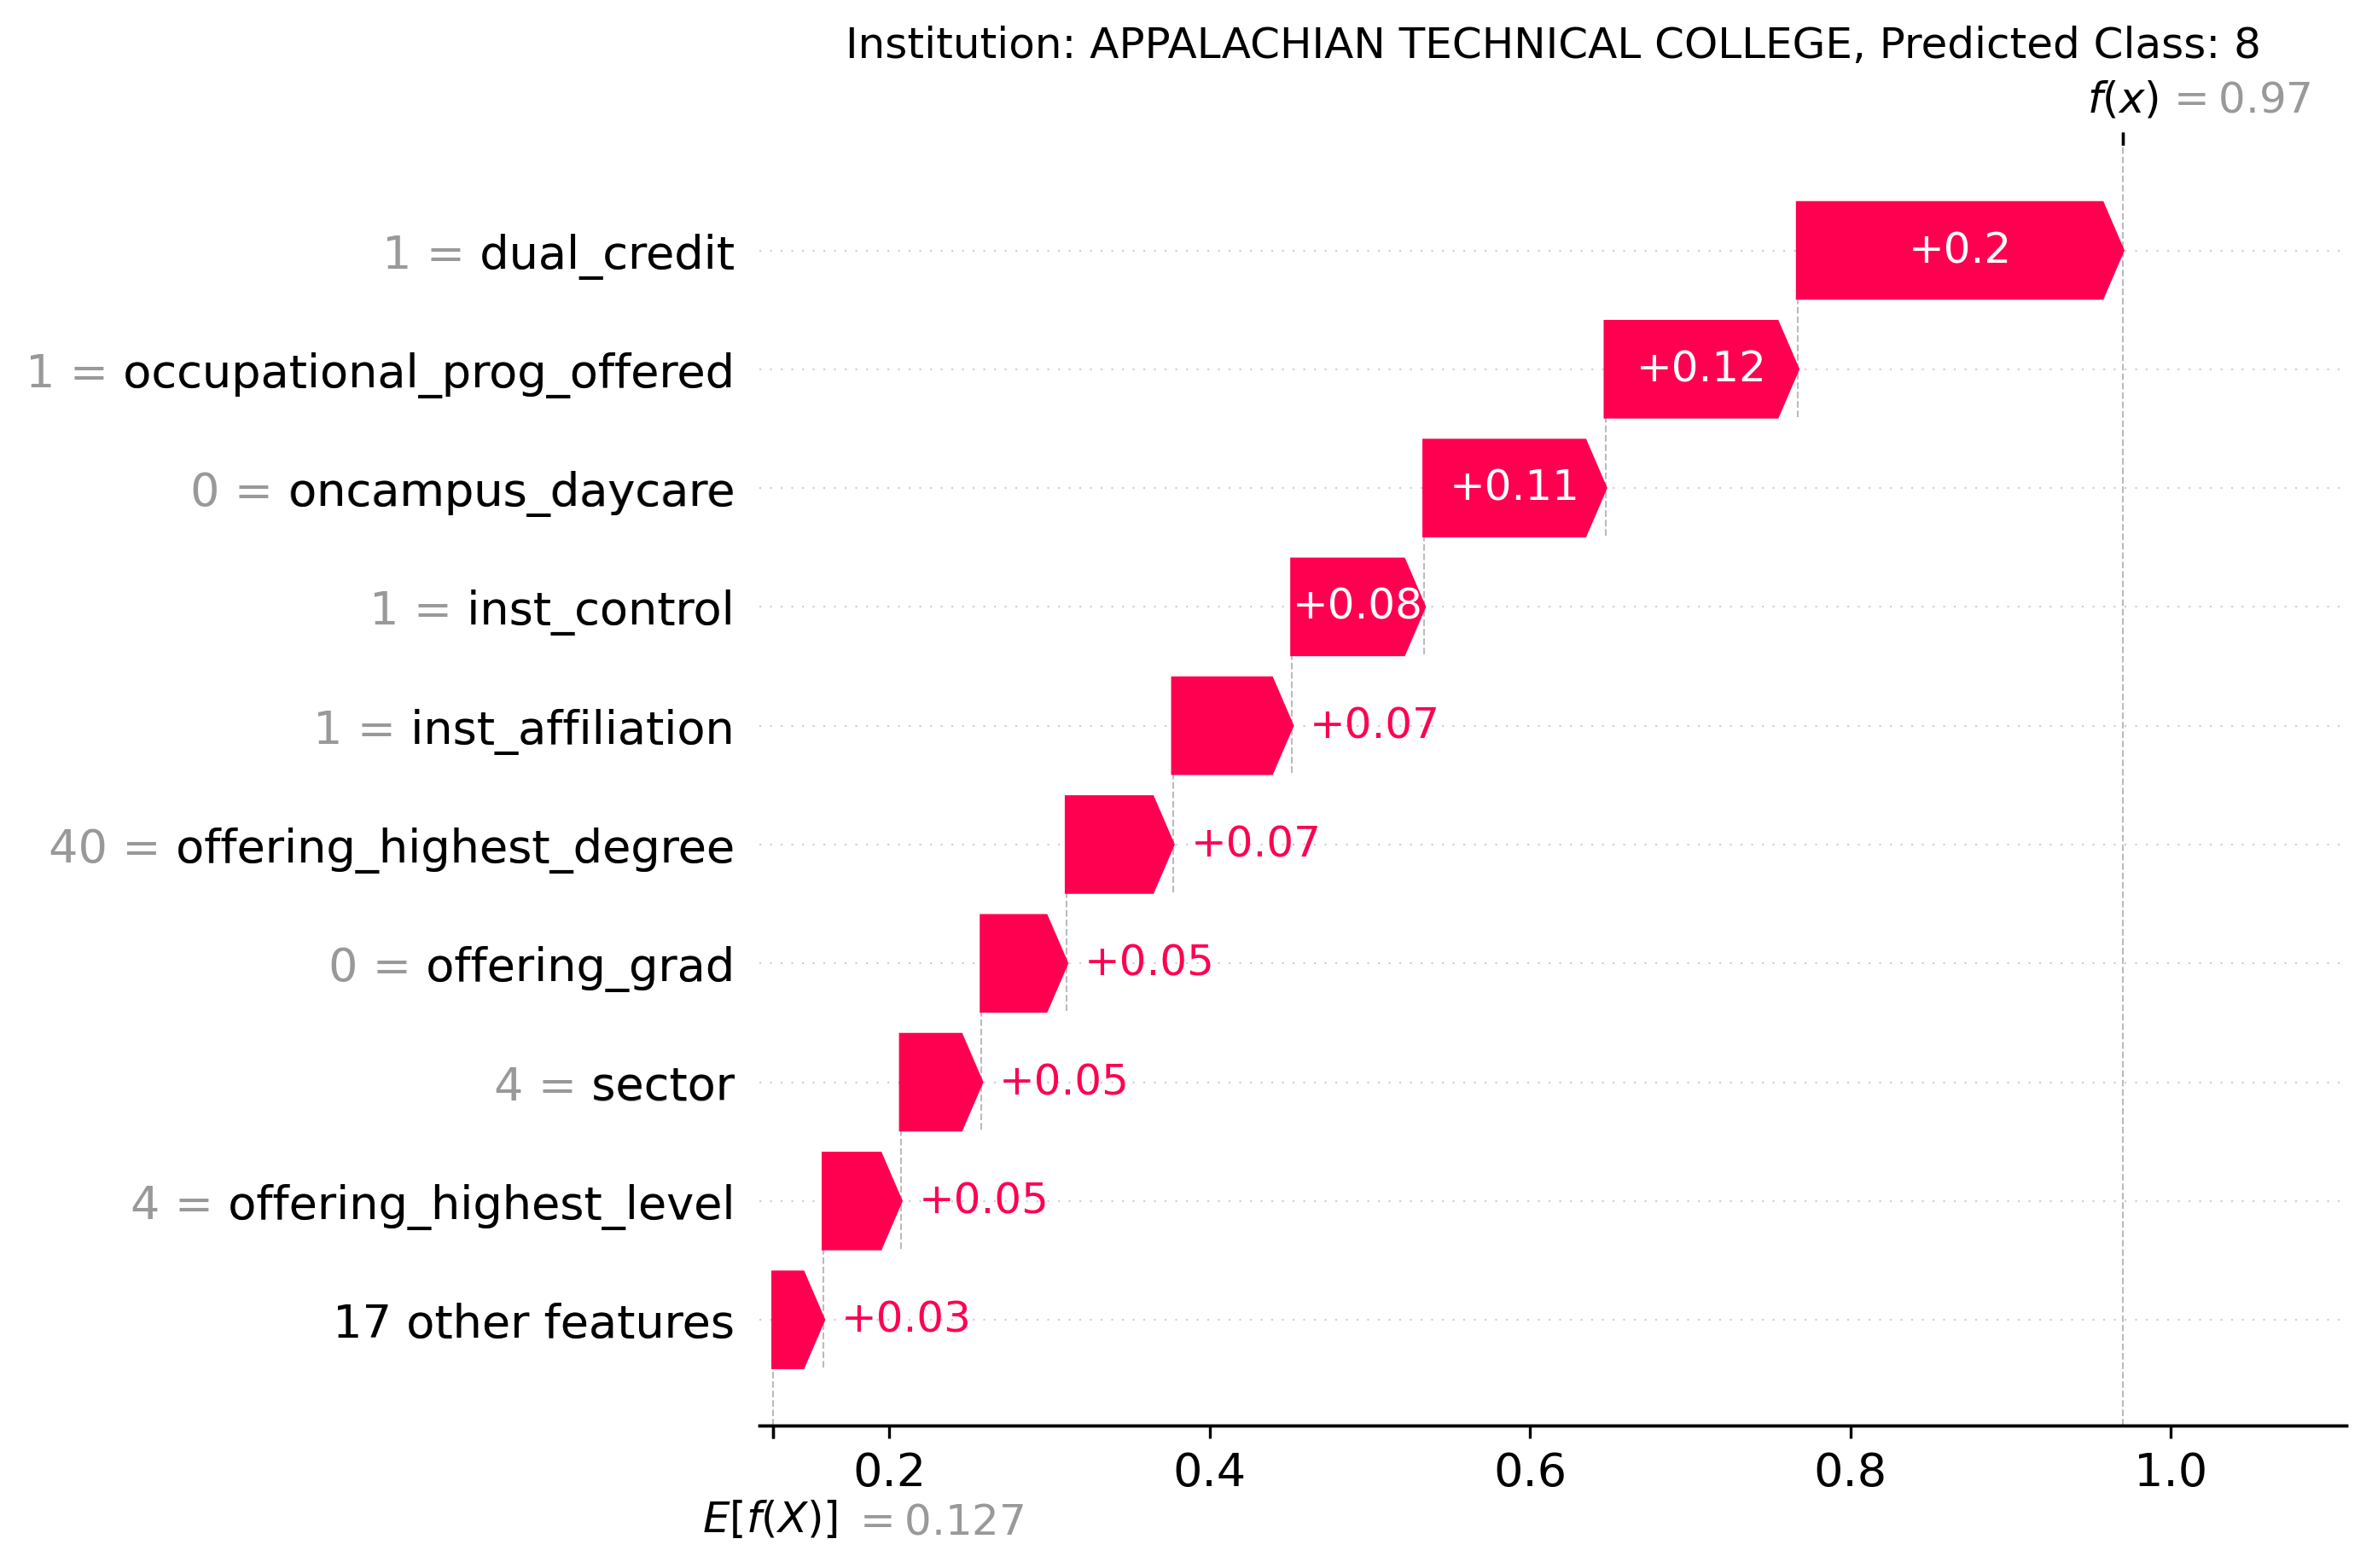 Institution: APPALACHIAN TECHNICAL COLLEGE, Predicted Class: 8
f(x) = 0.97
1 = dual_credit +0.2
1 = occupational_prog_offered +0.12
0 = oncampus_daycare +0.11
1 = inst_control +0.08
1 = inst_affiliation +0.07
40 = offering_highest_degree +0.07
0 = offering_grad +0.05
4 = sector +0.05
4 = offering_highest_level +0.05
17 other features +0.03
0.2 0.4 0.6 0.8 1.0
E[f(X)] = 0.127